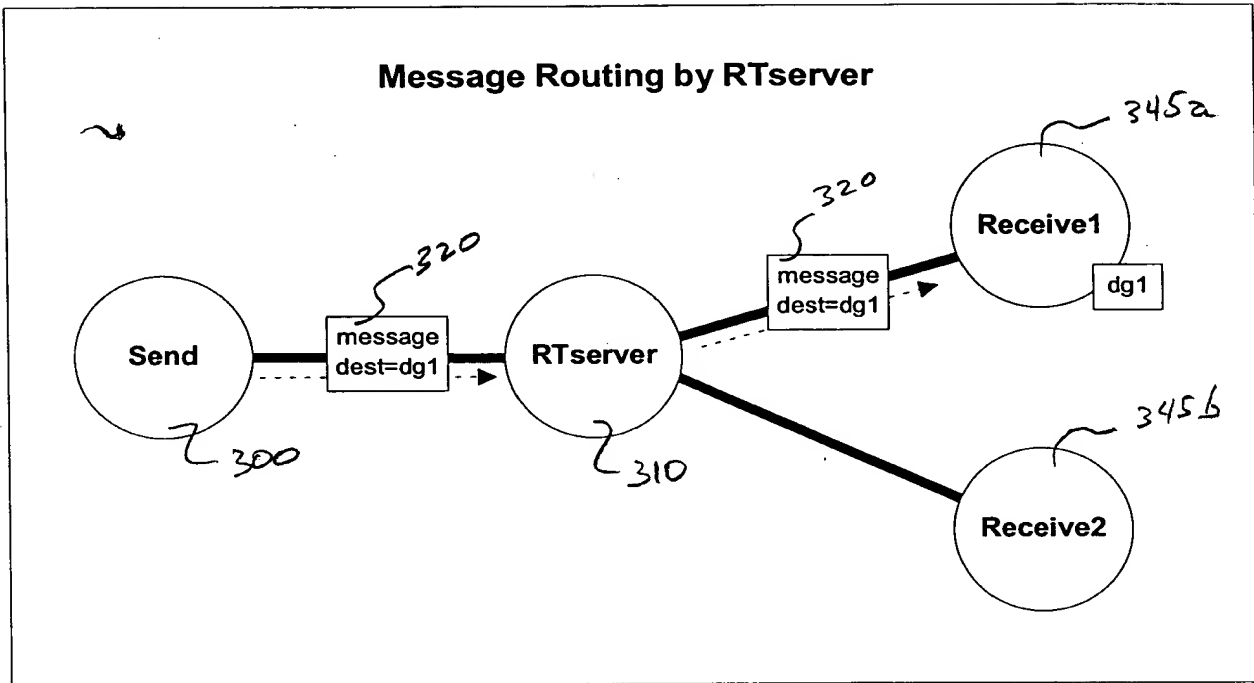 Message Routing by RTserver
345a
320
Receive1
320
message
dest=dg1
dg1
message
dest=dg1
Send
RTserver
300
310
345b
Receive2